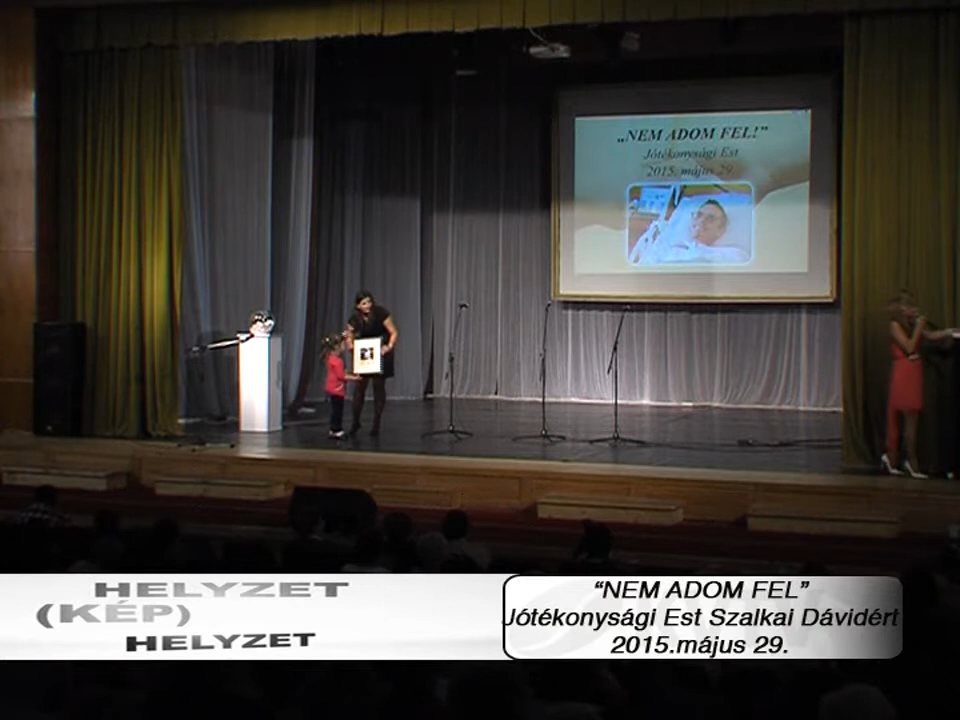 „NEM ADOM FEL!”
Jótékonysági Est
2015. május 29.
HELYZET
(KÉP)
HELYZET
“NEM ADOM FEL”
Jótékonysági Est Szalkai Dávidért
2015.május 29.